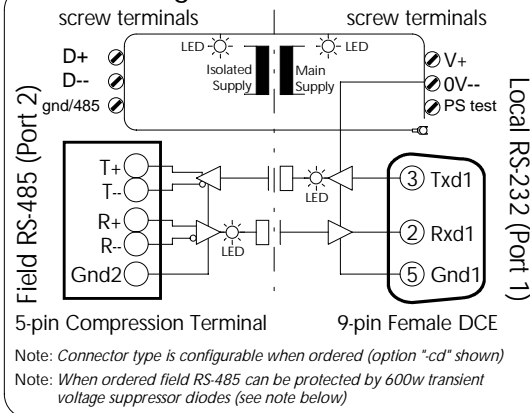 screw terminals screw terminals
LED LED
D+ V+
D-- Isolated Supply Main Supply 0V--
gnd/485 PS test
Field RS-485 (Port 2)
Local RS-232 (Port 1)
T+
T--
3 Txd1
LED
R+
R--
2 Rxd1
LED
Gnd2 5 Gnd1
5-pin Compression Terminal 9-pin Female DCE
Note: Connector type is configurable when ordered (option "-cd" shown)
Note: When ordered field RS-485 can be protected by 600w transient
voltage suppressor diodes (see note below)